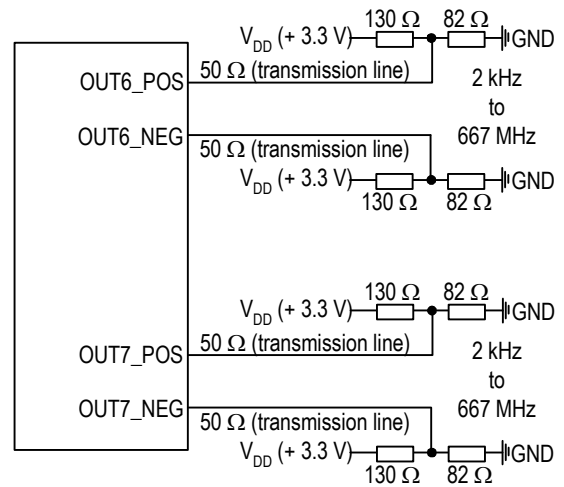 130 Ω 82 Ω
V_DD (+ 3.3 V) GND
OUT6_POS 50 Ω (transmission line) 2 kHz
to
OUT6_NEG 667 MHz
50 Ω (transmission line)
V_DD (+ 3.3 V) GND
130 Ω 82 Ω
130 Ω 82 Ω
V_DD (+ 3.3 V) GND
OUT7_POS 50 Ω (transmission line) 2 kHz
to
OUT7_NEG 667 MHz
50 Ω (transmission line)
V_DD (+ 3.3 V) GND
130 Ω 82 Ω